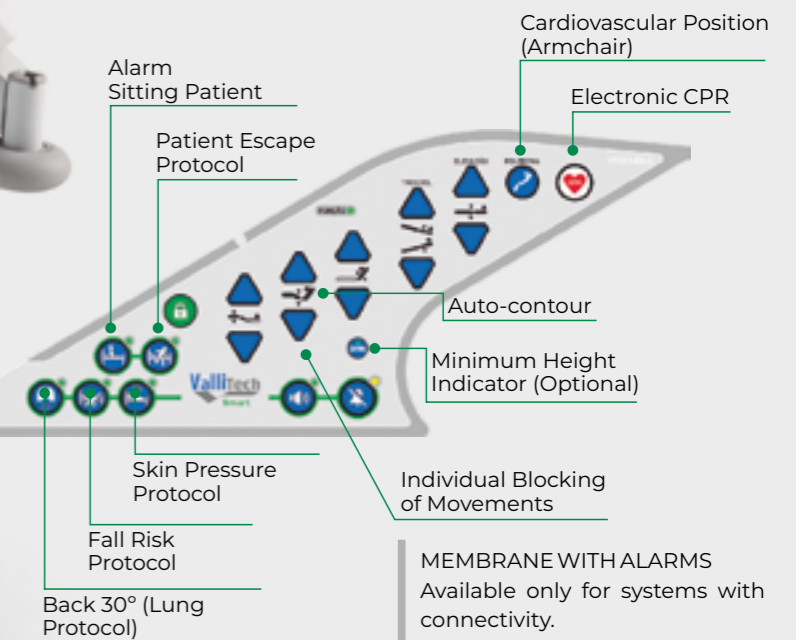 Cardiovascular Position
(Armchair)
Alarm
Sitting Patient
Electronic CPR
Patient Escape
Protocol
Auto-contour
Minimum Height
Indicator (Optional)
ValliTech
Smart
Skin Pressure
Protocol
Individual Blocking
of Movements
Fall Risk
Protocol
MEMBRANE WITH ALARMS
Available only for systems with
connectivity.
Back 30º (Lung
Protocol)